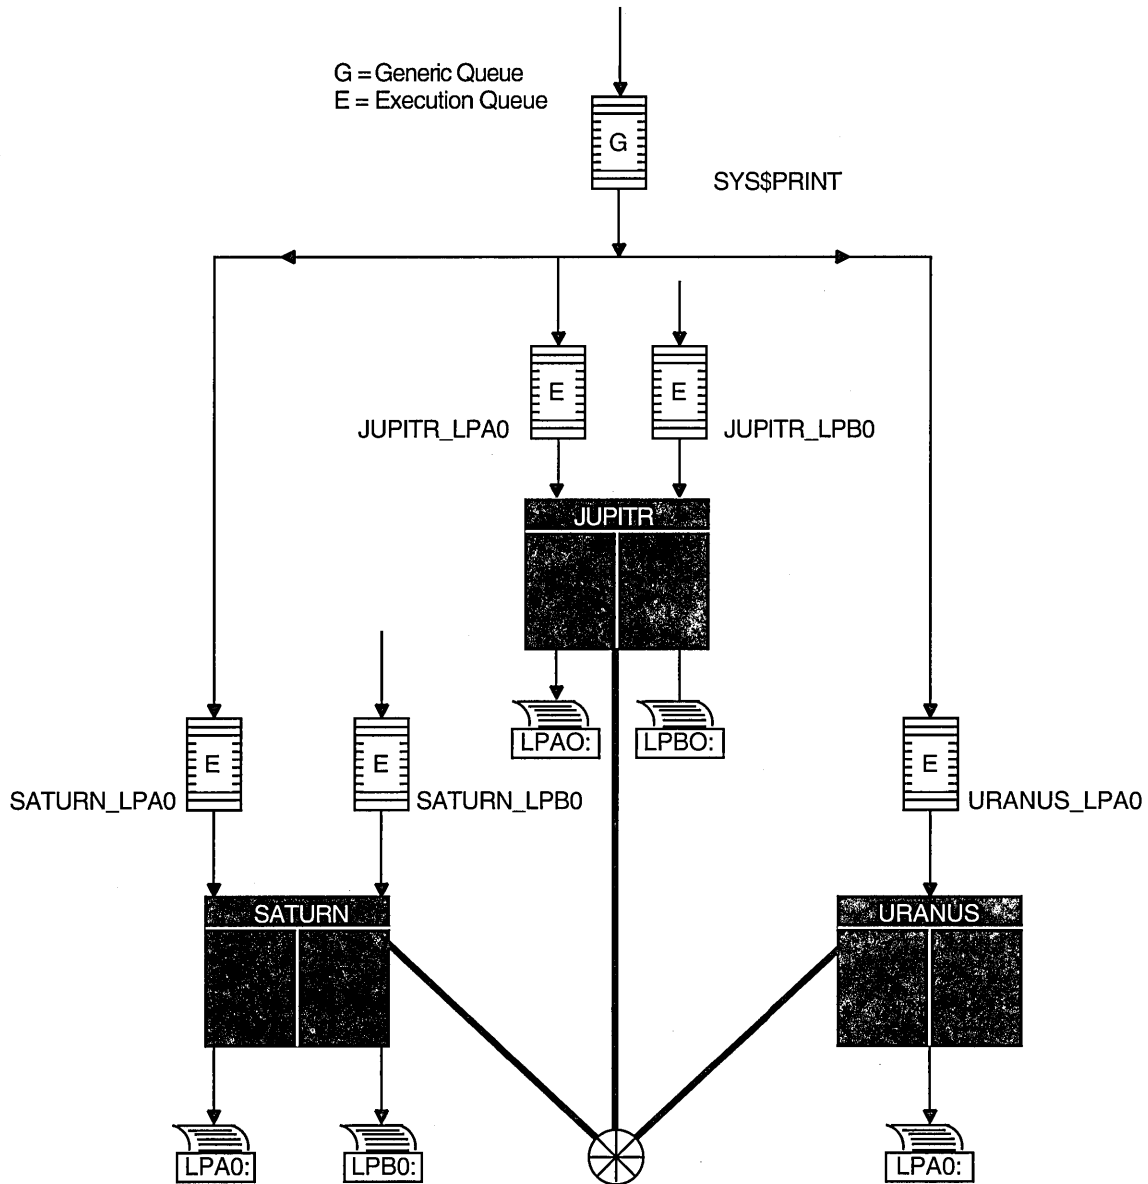 G = Generic Queue
E = Execution Queue
G
SYS$PRINT
E
E
JUPITR_LPA0
JUPITR_LPB0
JUPITR
LPAO:
LPBO:
E
E
E
SATURN_LPA0
SATURN_LPB0
URANUS_LPA0
SATURN
URANUS
LPA0:
LPB0:
LPA0: